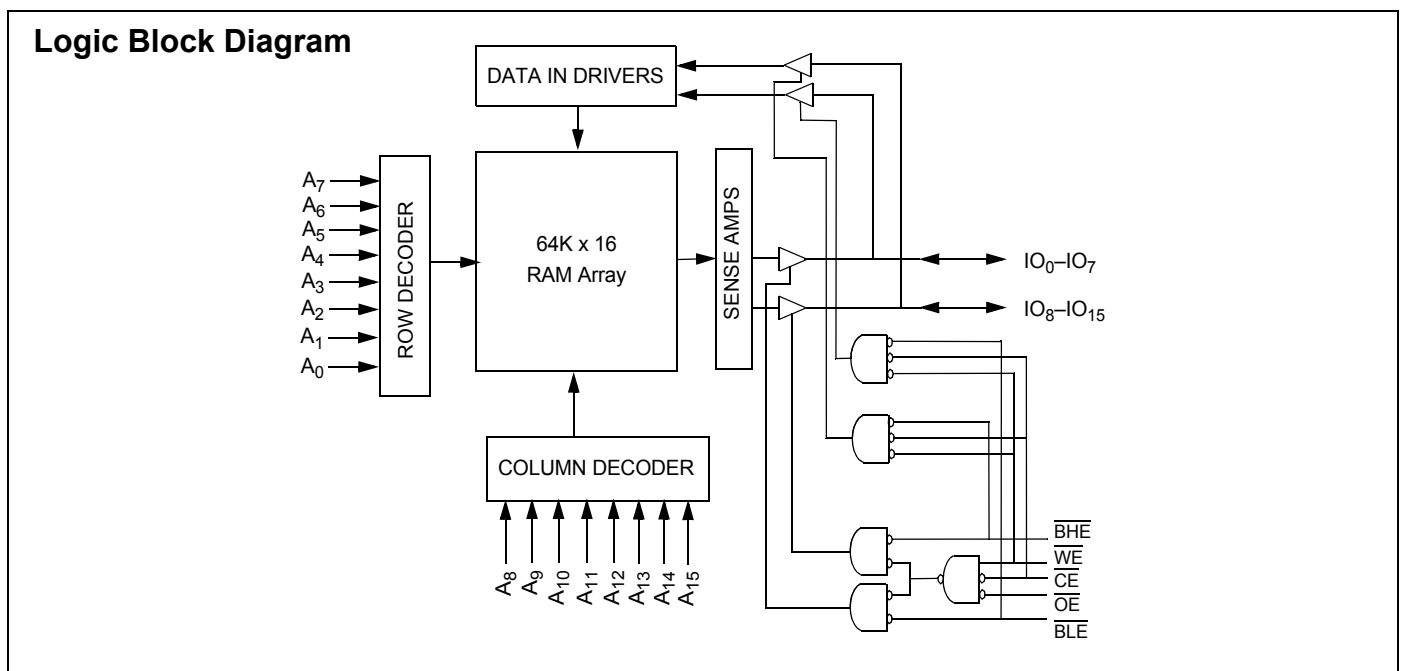 Logic Block Diagram
DATA IN DRIVERS
A7
A6
A5
A4
A3
A2
A1
A0
ROW DECODER
64K x 16
RAM Array
SENSE AMPS
IO0–IO7
IO8–IO15
COLUMN DECODER
A8
A9
A10
A11
A12
A13
A14
A15
BHE
WE
CE
OE
BLE